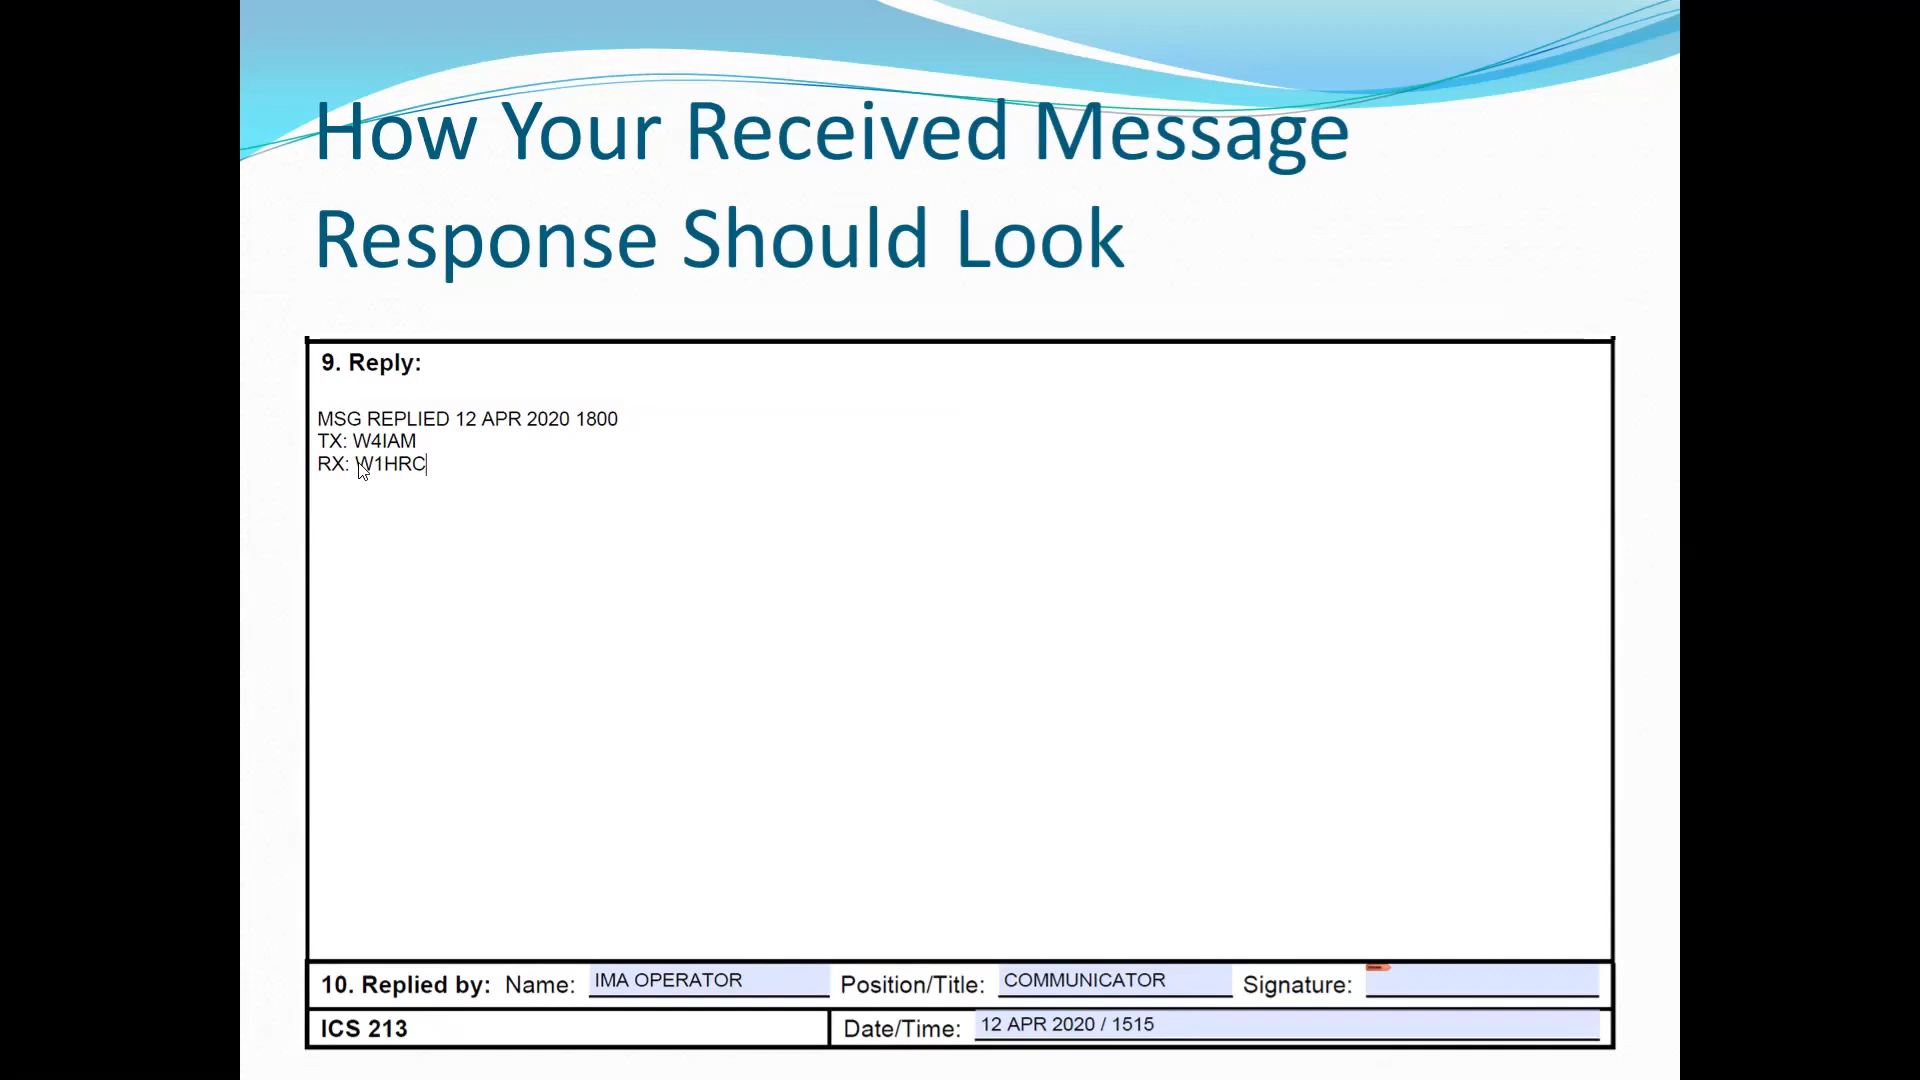 How Your Received Message
Response Should Look
9. Reply:
MSG REPLIED 12 APR 2020 1800
TX: W4IAM
RX: W1HRC
10. Replied by: Name: IMA OPERATOR Position/Title: COMMUNICATOR Signature:
ICS 213 Date/Time: 12 APR 2020 / 1515